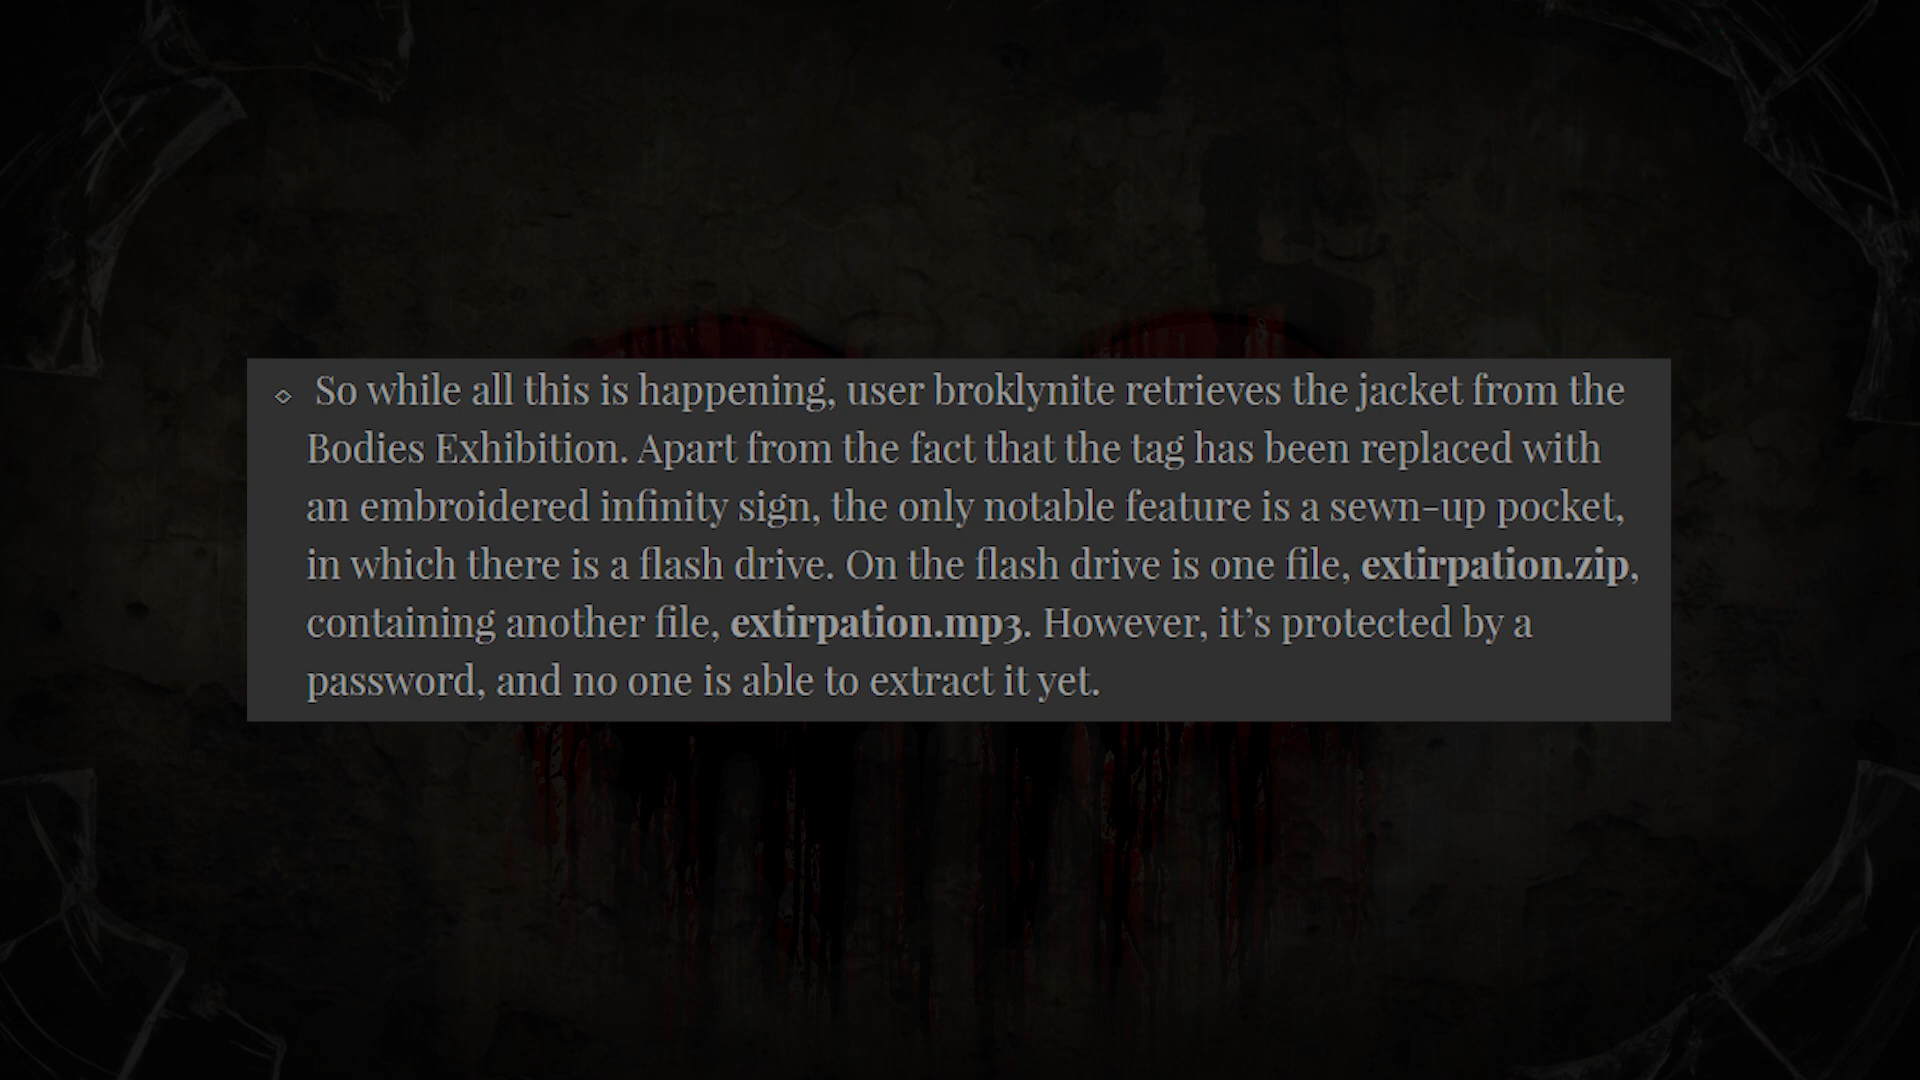 ◇ So while all this is happening, user broklynite retrieves the jacket from the
Bodies Exhibition. Apart from the fact that the tag has been replaced with
an embroidered infinity sign, the only notable feature is a sewn-up pocket,
in which there is a flash drive. On the flash drive is one file, extirpation.zip,
containing another file, extirpation.mp3. However, it’s protected by a
password, and no one is able to extract it yet.